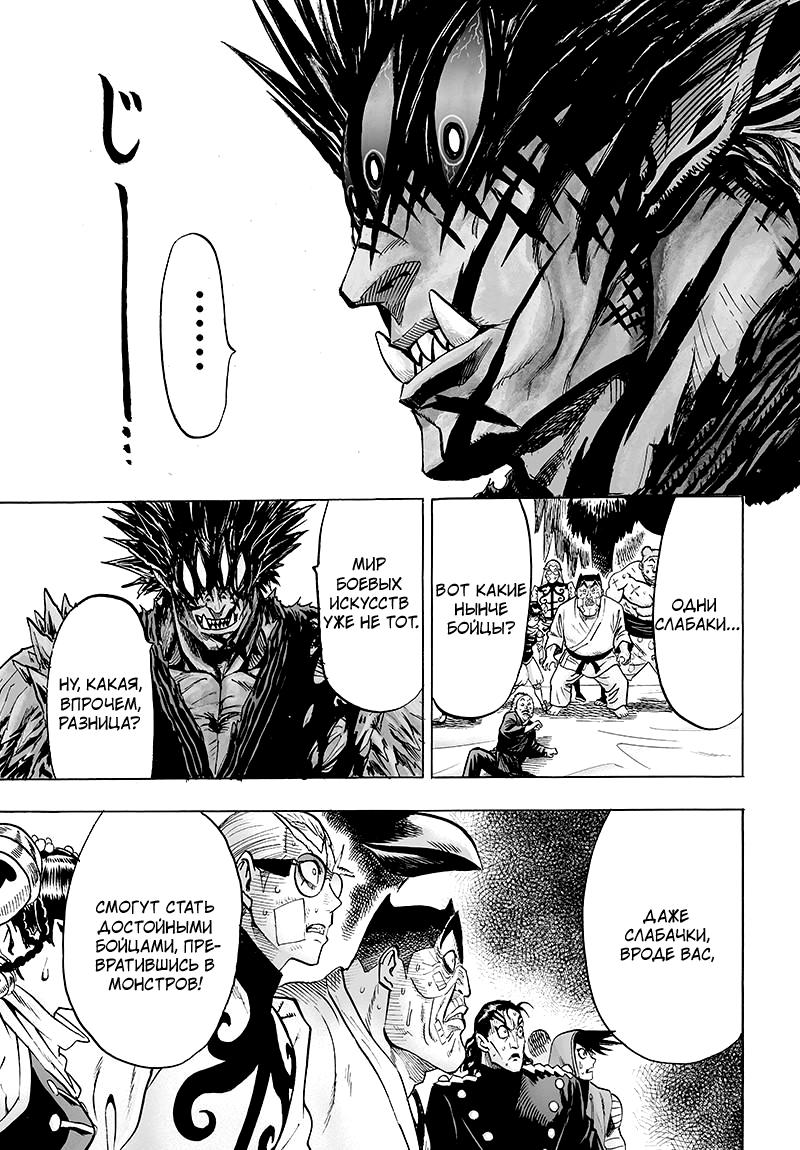 じー…
……
ОДНИ
СЛАБАКИ...
ВОТ КАКИЕ
НЫНЧЕ
БОЙЦЫ?
МИР
БОЕВЫХ
ИСКУССТВ
УЖЕ НЕ ТОТ.
НУ, КАКАЯ,
ВПРОЧЕМ,
РАЗНИЦА?
ДАЖЕ
СЛАБАЧКИ,
ВРОДЕ ВАС,
СМОГУТ СТАТЬ
ДОСТОЙНЫМИ
БОЙЦАМИ, ПРЕ-
ВРАТИВШИСЬ В
МОНСТРОВ!